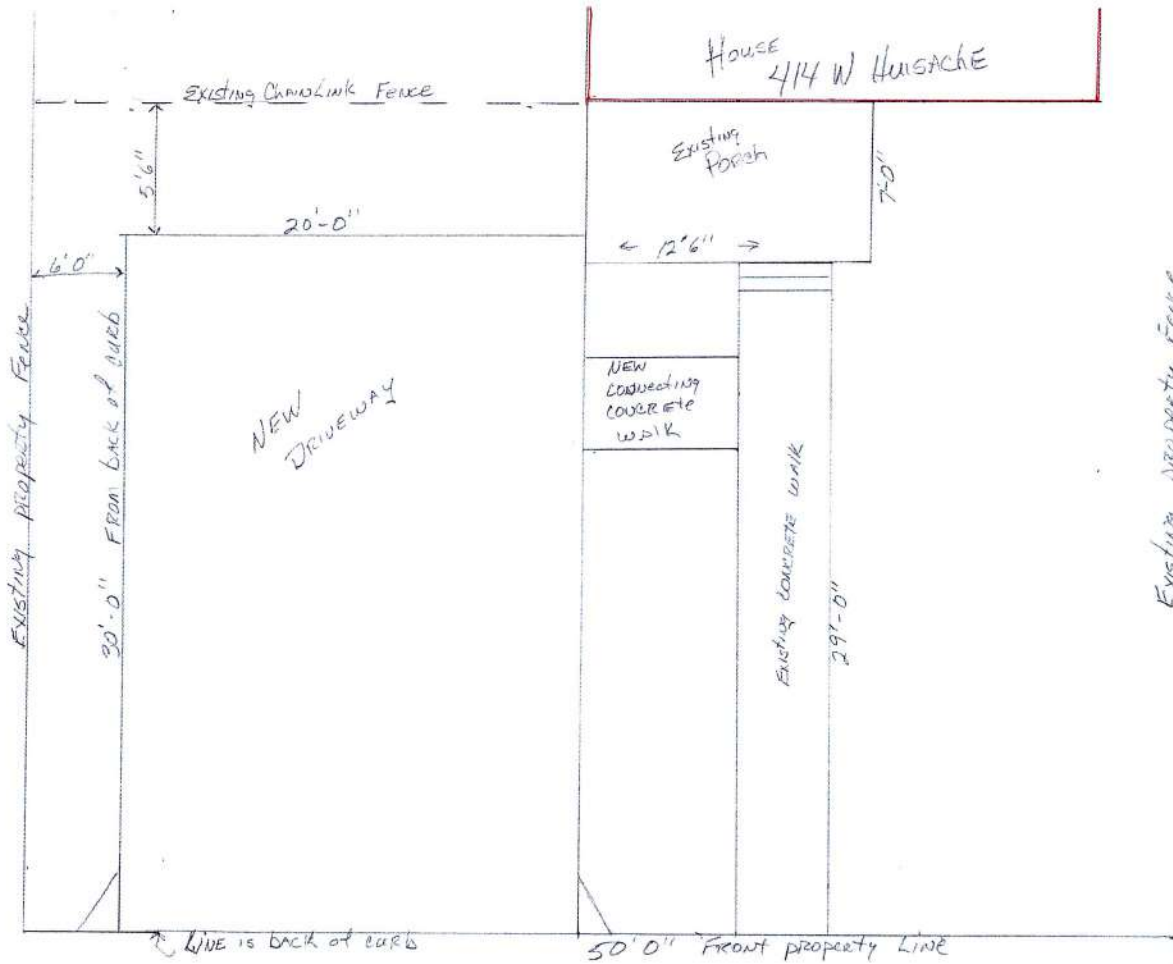 House
414 W Huisache
Existing ChainLink Fence
Existing
Porch
5'6"
7'-0"
20'-0"
12'6"
6'0"
Existing property Fence
30'-0" FROM back of curb
NEW
DRIVEWAY
NEW
CONNecting
CONCRETE
WalK
Existing CONCRETE WalK
29'-0"
Existing property Fence
LINE is back of curb
50'0" Front property Line